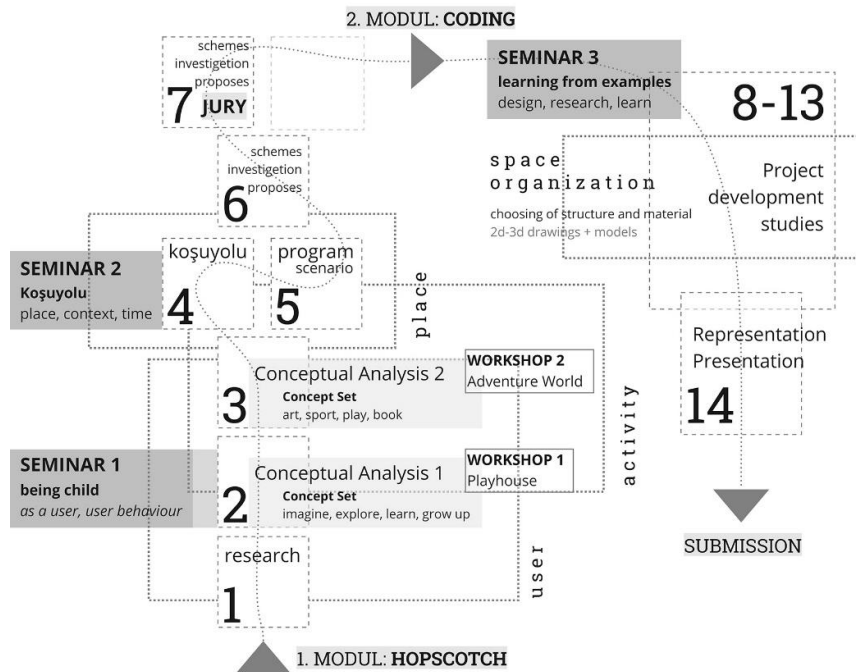 2. MODUL: CODING
schemes
investigation
proposes
7 JURY
SEMINAR 3
learning from examples
design, research, learn
8-13
Project
development
studies
space
organization
choosing of structure and material
2d-3d drawings + models
schemes
investigation
proposes
6
SEMINAR 2
Koşuyolu
place, context, time
koşuyolu
4
program
scenario
5
place
Representation
Presentation
14
SUBMISSION
3
Conceptual Analysis 2
Concept Set
art, sport, play, book
WORKSHOP 2
Adventure World
activity
SEMINAR 1
being child
as a user, user behaviour
2
Conceptual Analysis 1
Concept Set
imagine, explore, learn, grow up
WORKSHOP 1
Playhouse
user
research
1
1. MODUL: HOPSCOTCH